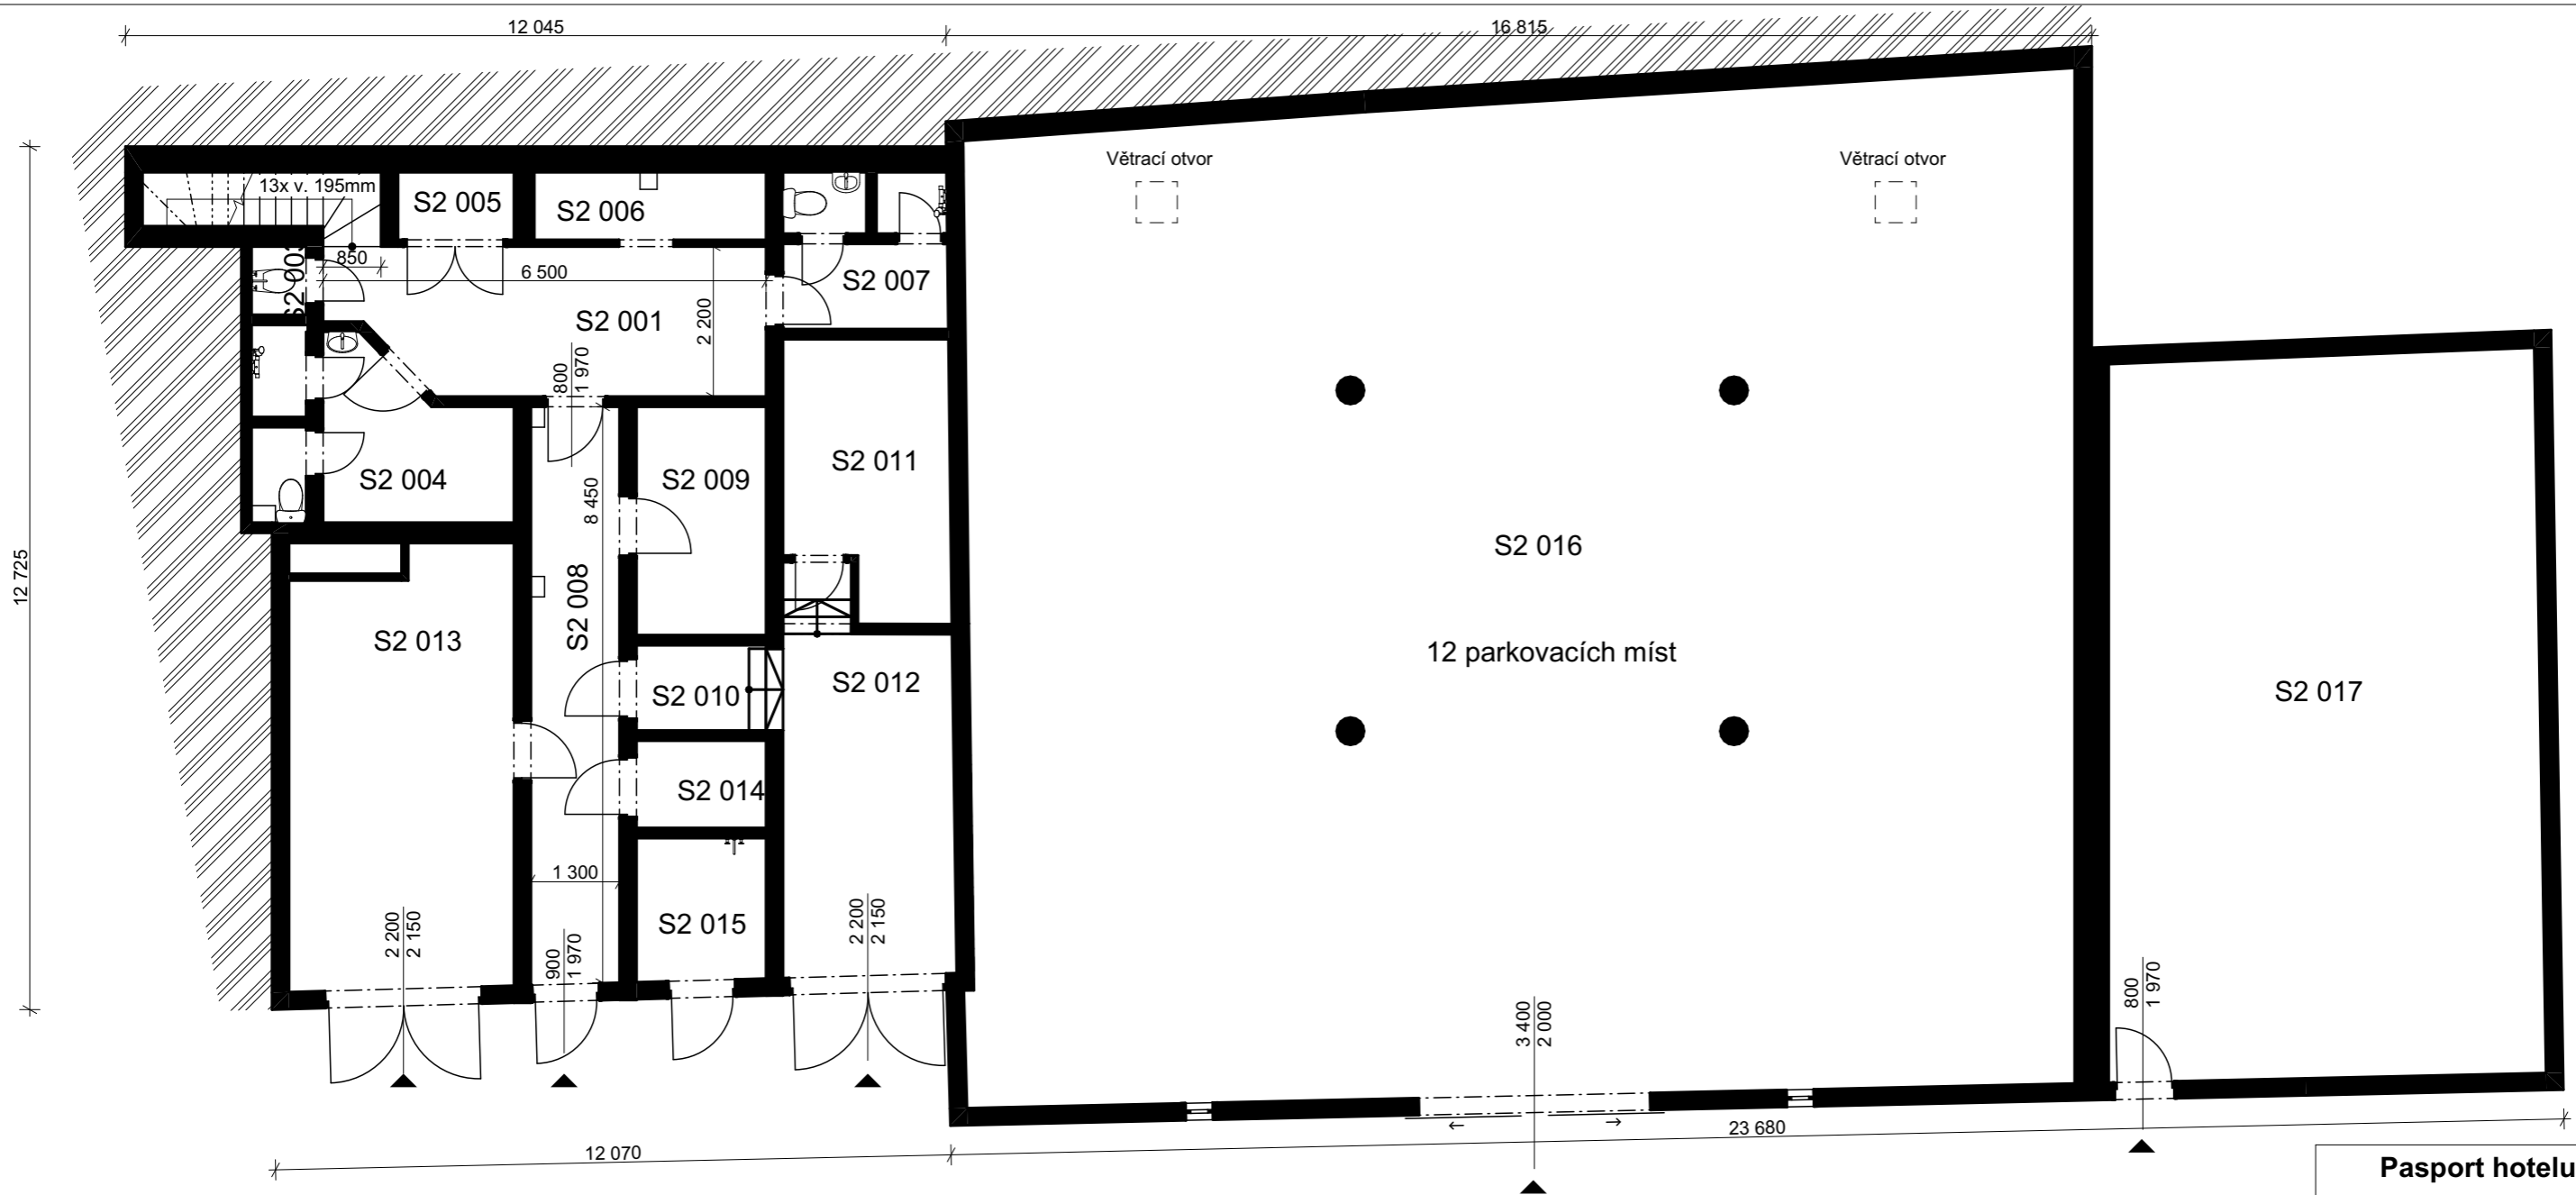 12 045
16 815
Větrací otvor
Větrací otvor
13x v. 195mm
S2 005
S2 006
S2 003
850
6 500
S2 007
S2 001
2 200
800
1 970
S2 011
S2 004
S2 009
8 450
S2 016
12 725
S2 008
S2 013
12 parkovacích míst
S2 012
S2 010
S2 017
S2 014
1 300
S2 015
2 200
2 150
900
1 970
2 200
2 150
3 400
2 000
800
1 970
← →
23 680
12 070
Pasport hotelu